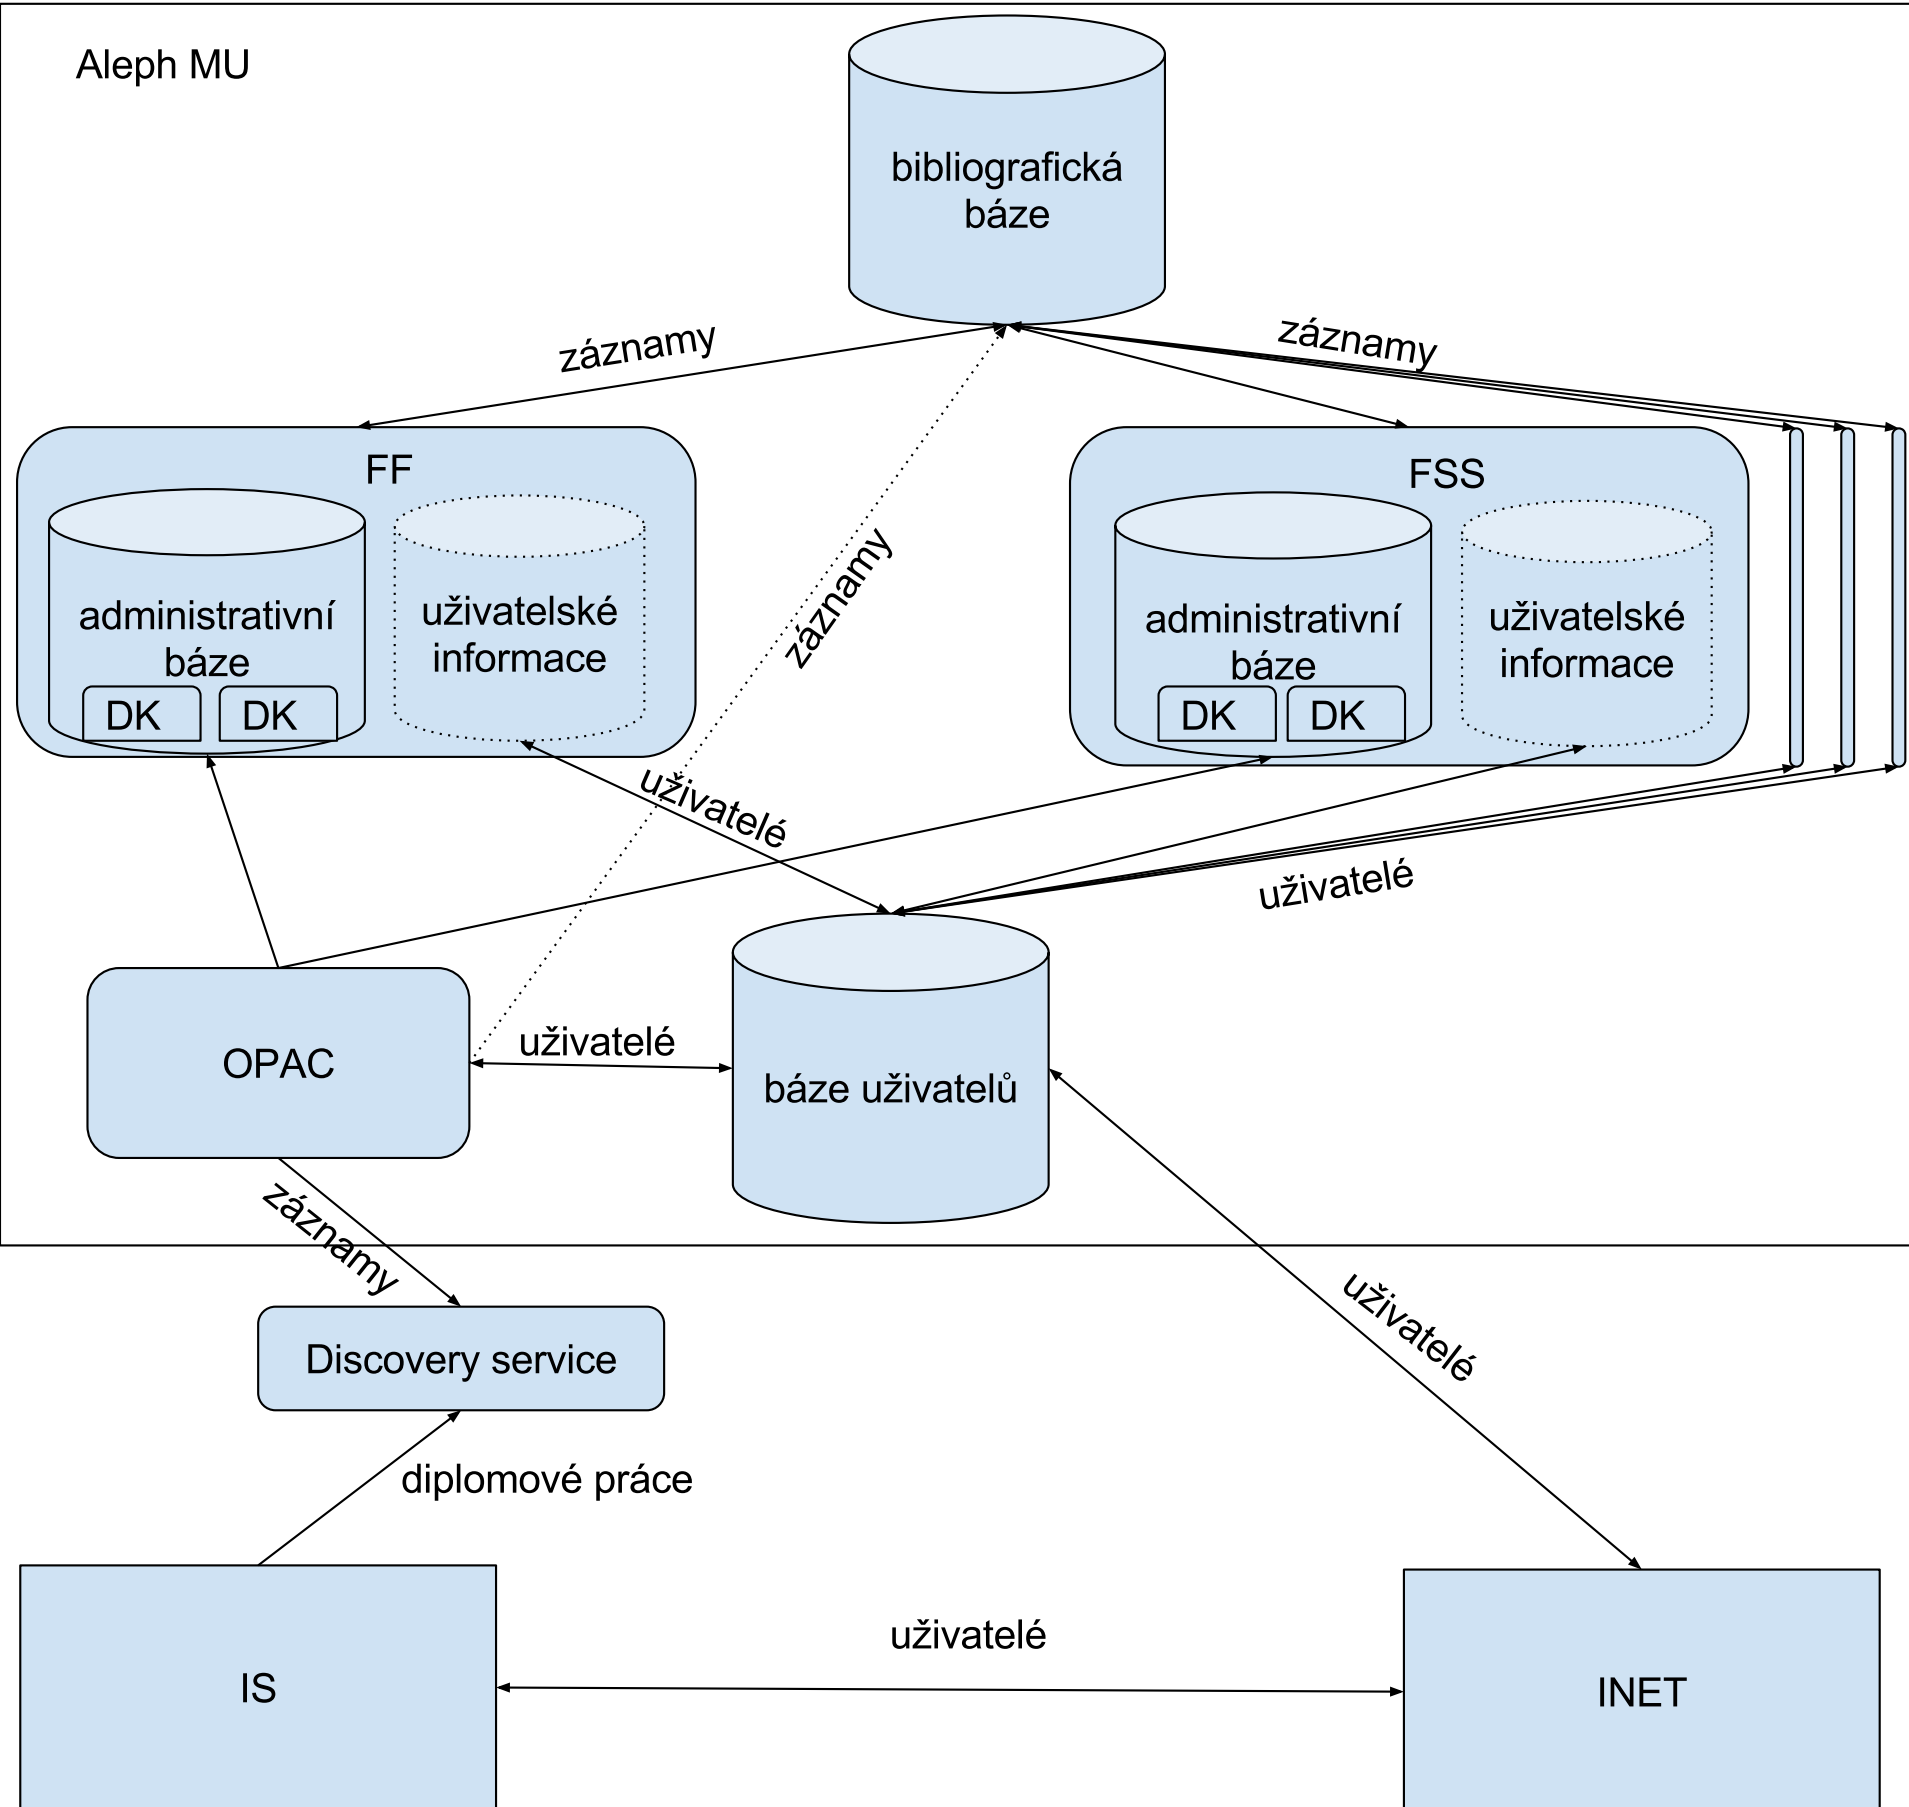 Aleph MU
bibliografická
báze
záznamy
záznamy
FF
administrativní
báze
DK
DK
uživatelské
informace
záznamy
FSS
administrativní
báze
DK
DK
uživatelské
informace
uživatelé
uživatelé
OPAC
uživatelé
báze uživatelů
záznamy
Discovery service
uživatelé
diplomové práce
uživatelé
IS
INET